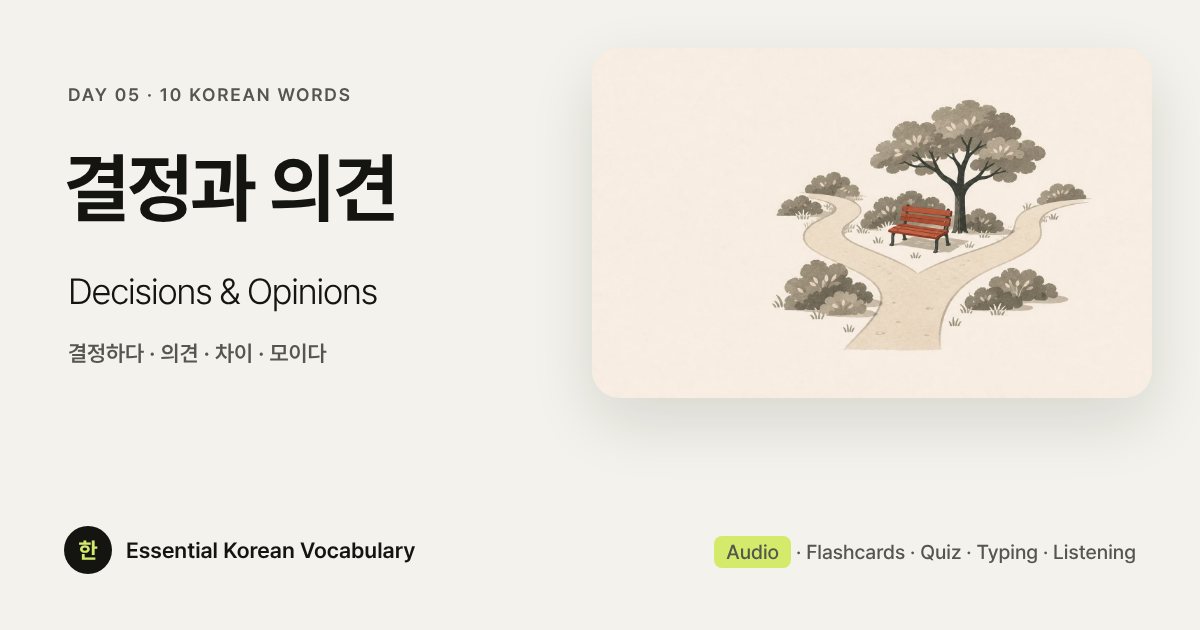 DAY 05 · 10 KOREAN WORDS
결정과 의견
Decisions & Opinions
결정하다 · 의견 · 차이 · 모이다
한 Essential Korean Vocabulary
Audio · Flashcards · Quiz · Typing · Listening